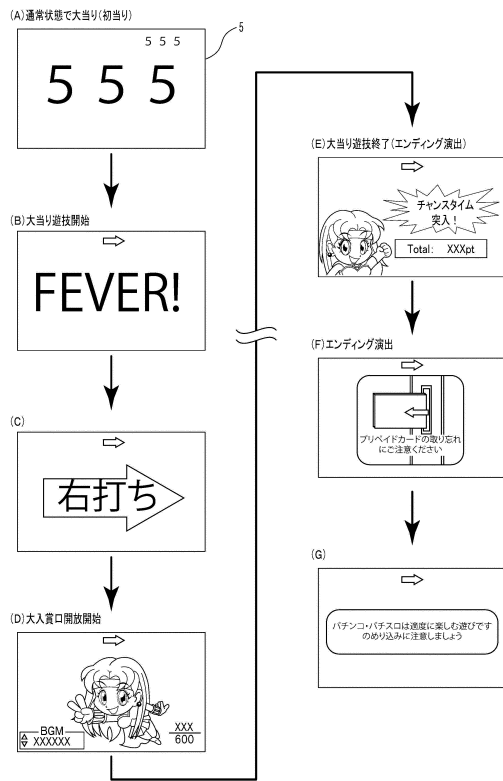 (A)通常状態で大当り(初当り)
5 5 5
5
5 5 5
(B)大当り遊技開始
FEVER!
(C)
右打ち
(D)大入賞口開放開始
BGM
XXXXXX
XXX
600
(E)大当り遊技終了(エンディング演出)
チャンスタイム
突入!
Total: XXXpt
(F)エンディング演出
プリペイドカードの取り忘れ
にご注意ください
(G)
パチンコ・パチスロは適度に楽しむ遊びです
のめり込みに注意しましょう